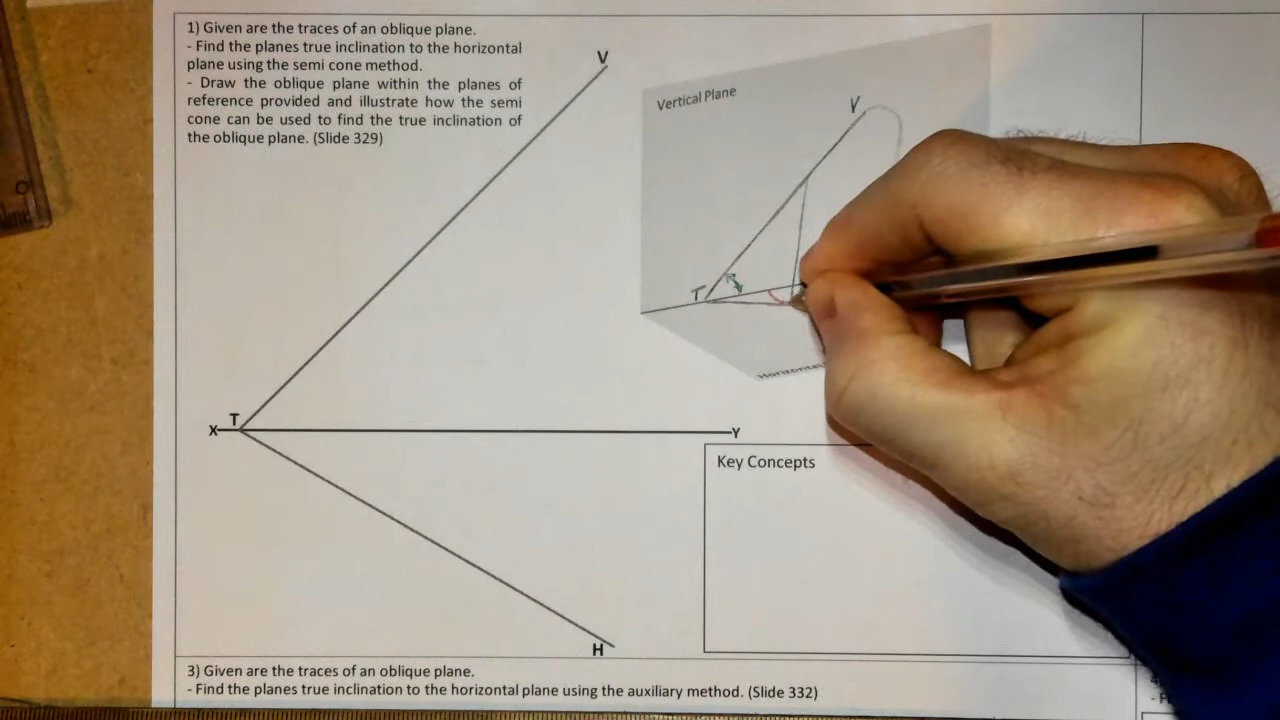 1) Given are the traces of an oblique plane.
- Find the planes true inclination to the horizontal
plane using the semi cone method.
- Draw the oblique plane within the planes of
reference provided and illustrate how the semi
cone can be used to find the true inclination of
the oblique plane. (Slide 329)
V
Vertical Plane
V
T
Horizontal
T
X
Y
Key Concepts
H
3) Given are the traces of an oblique plane.
- Find the planes true inclination to the horizontal plane using the auxiliary method. (Slide 332)